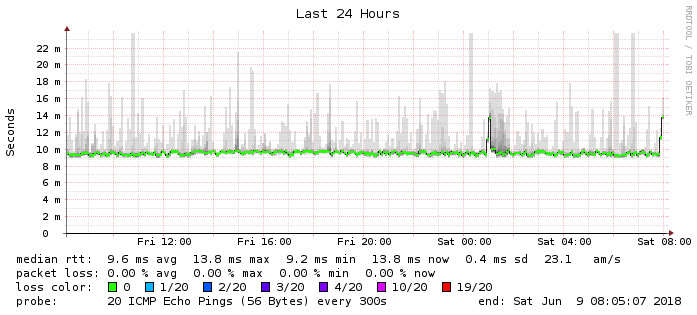 Last 24 Hours
RRDTOOL / TOBI OETIKER
Seconds
22 m
20 m
18 m
16 m
14 m
12 m
10 m
8 m
6 m
4 m
2 m
0
Fri 12:00 Fri 16:00 Fri 20:00 Sat 00:00 Sat 04:00 Sat 08:00
median rtt: 9.6 ms avg 13.8 ms max 9.2 ms min 13.8 ms now 0.4 ms sd 23.1 am/s
packet loss: 0.00 % avg 0.00 % max 0.00 % min 0.00 % now
loss color: 0 1/20 2/20 3/20 4/20 10/20 19/20
probe: 20 ICMP Echo Pings (56 Bytes) every 300s end: Sat Jun 9 08:05:07 2018